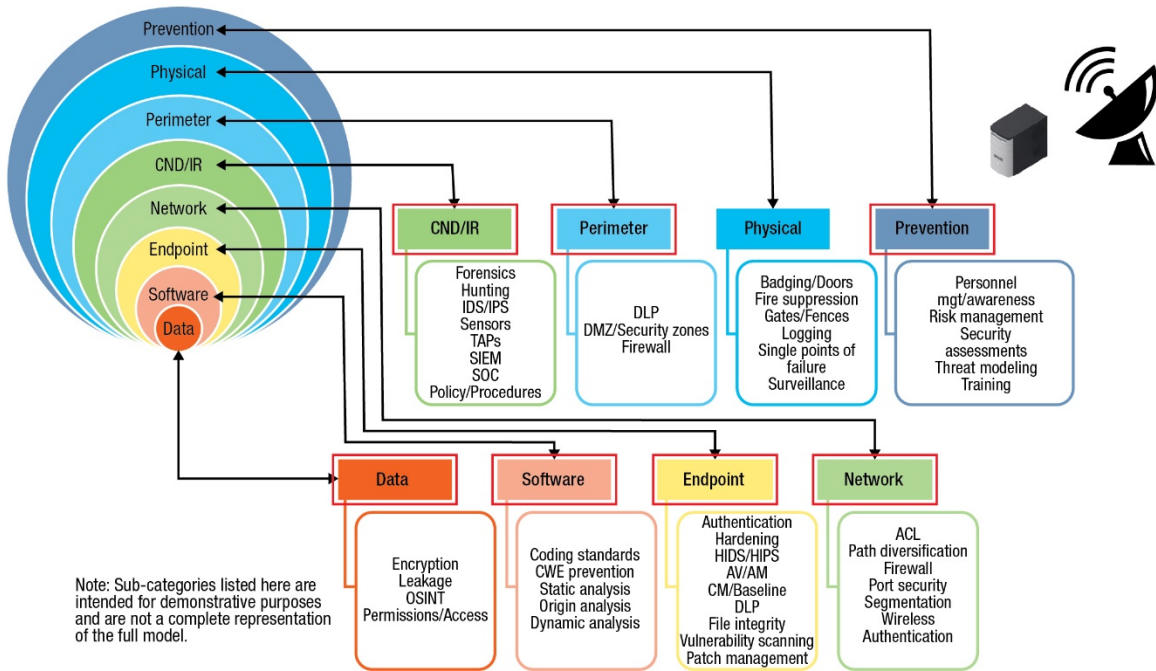 Prevention
Physical
Perimeter
CND/IR
Network
Endpoint
Software
Data
CND/IR
Forensics
Hunting
IDS/IPS
Sensors
TAPs
SIEM
SOC
Policy/Procedures
Perimeter
DLP
DMZ/Security zones
Firewall
Physical
Badging/Doors
Fire suppression
Gates/Fences
Logging
Single points of
failure
Surveillance
Prevention
Personnel
mgt/awareness
Risk management
Security
assessments
Threat modeling
Training
Data
Encryption
Leakage
OSINT
Permissions/Access
Software
Coding standards
CWE prevention
Static analysis
Origin analysis
Dynamic analysis
Endpoint
Authentication
Hardening
HIDS/HIPS
AV/AM
CM/Baseline
DLP
File integrity
Vulnerability scanning
Patch management
Network
ACL
Path diversification
Firewall
Port security
Segmentation
Wireless
Authentication
Note: Sub-categories listed here are
intended for demonstrative purposes
and are not a complete representation
of the full model.